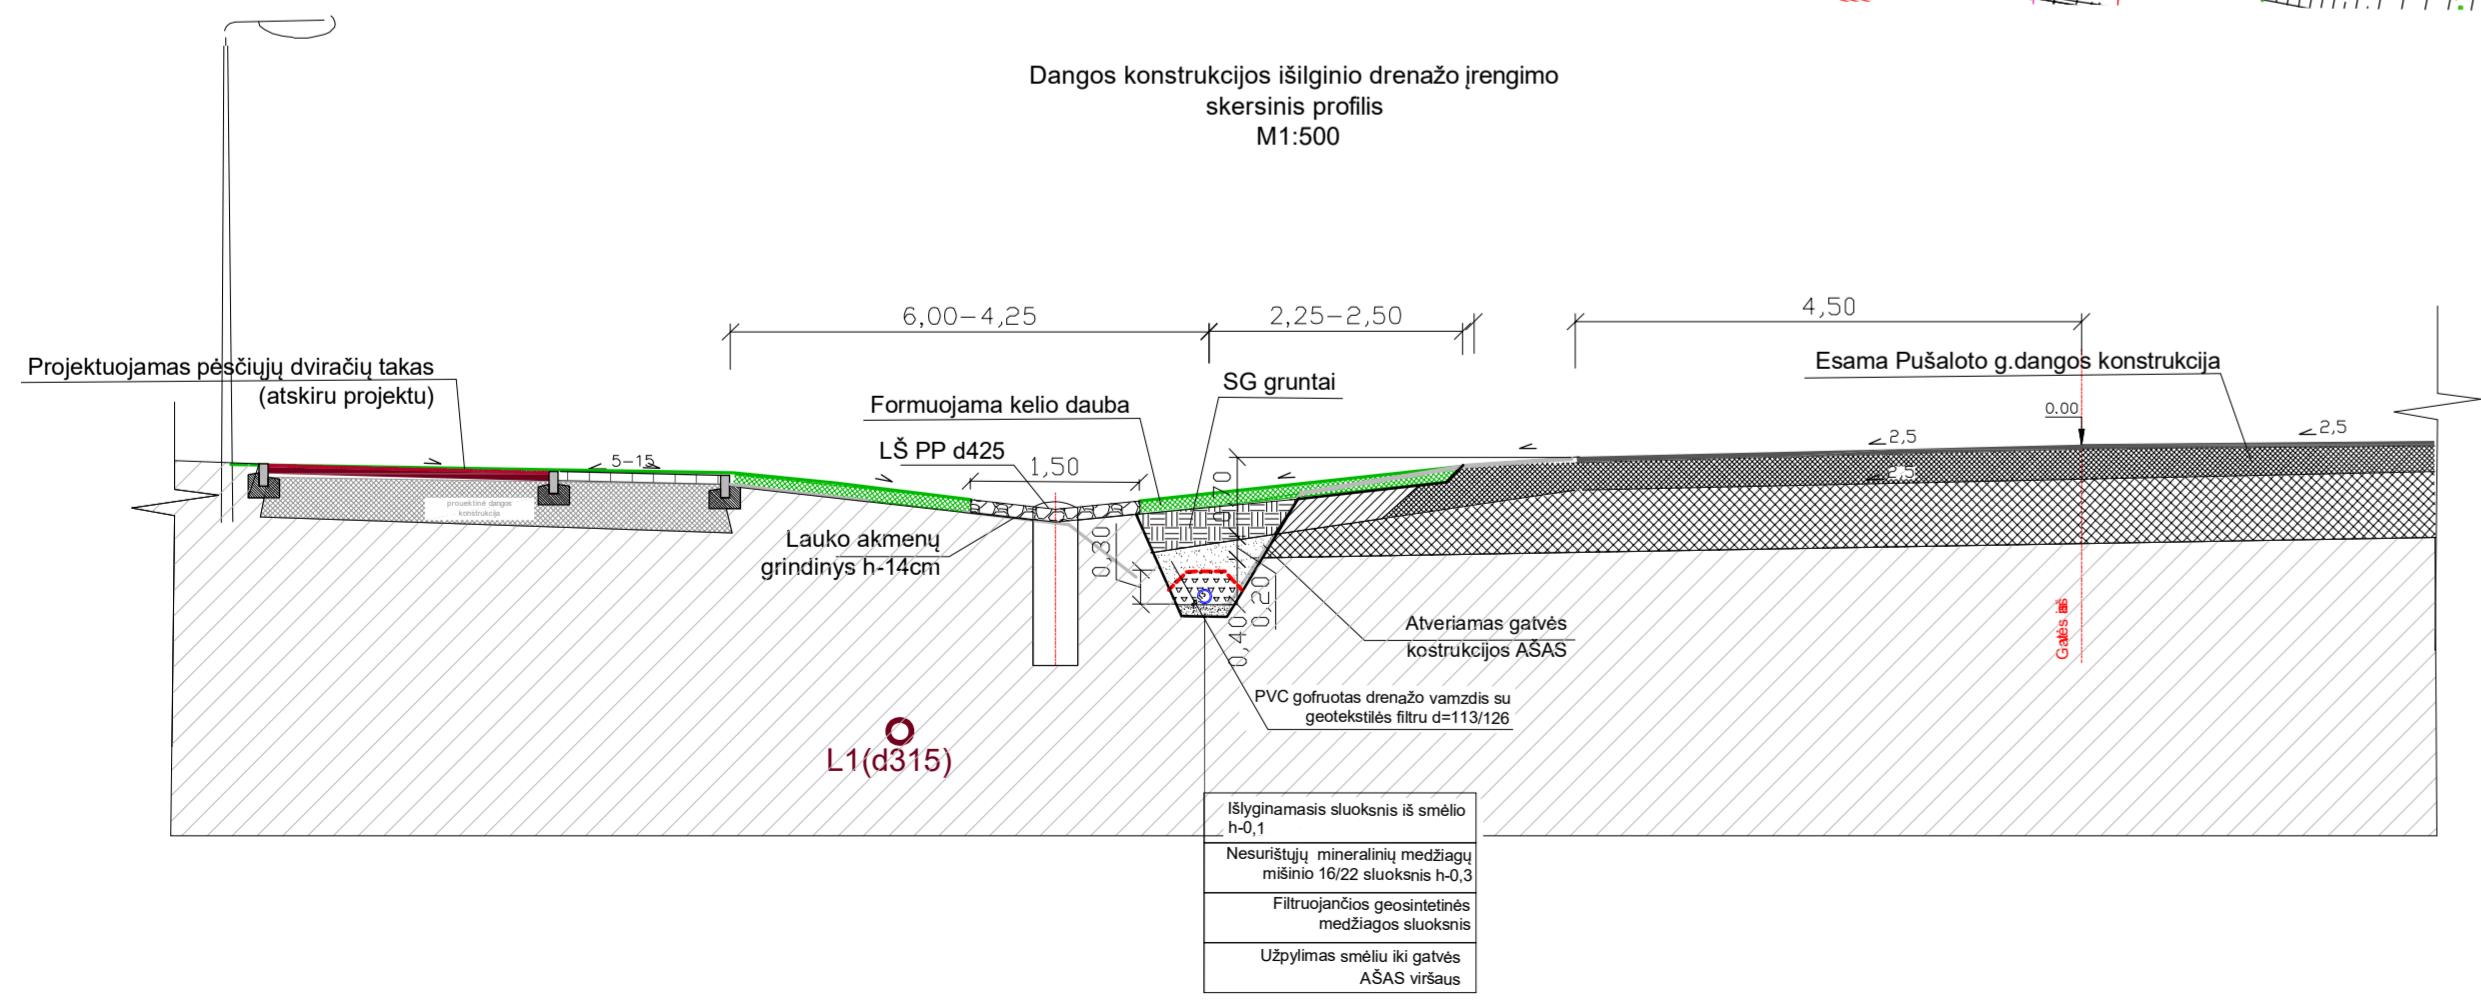 Dangos konstrukcijos išilginio drenažo įrengimo
skersinis profilis
M1:500
6,00-4,25
2,25-2,50
4,50
Projektuojamas pėsčiųjų dviračių takas
(atskiru projektu)
SG gruntai
Esama Pušaloto g.dangos konstrukcija
Formuojama kelio dauba
0.00
LŠ PP d425
2,5
2,5
5-15
1,50
2,5
0,70
projektinė dangos
konstrukcija
Lauko akmenų
grindinys h-14cm
0,30
0,20
0,40
Atveriamas gatvės
kostrukcijos AŠAS
Gatvės ašis
PVC gofruotas drenažo vamzdis su
geotekstilės filtru d=113/126
L1(d315)
Išlyginamasis sluoksnis iš smėlio
h-0,1
Nesurištųjų mineralinių medžiagų
mišinio 16/22 sluoksnis h-0,3
Filtruojančios geosintetinės
medžiagos sluoksnis
Užpylimas smėliu iki gatvės
AŠAS viršaus